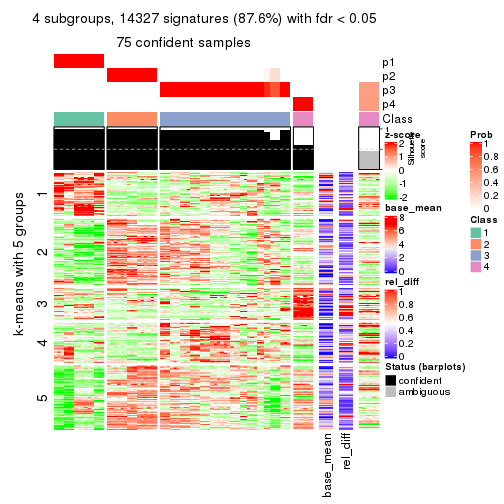 4 subgroups, 14327 signatures (87.6%) with fdr < 0.05
75 confident samples
p1
p2
p3
p4
Class
1
Silhouette
score
z-score
2
1
0
-1
-2
base_mean
8
6
4
2
0
rel_diff
1
0.8
0.6
0.4
0.2
0
Status (barplots)
confident
ambiguous
Prob
1
0.8
0.6
0.4
0.2
0
Class
1
2
3
4
k-means with 5 groups
1
2
3
4
5
base_mean
rel_diff